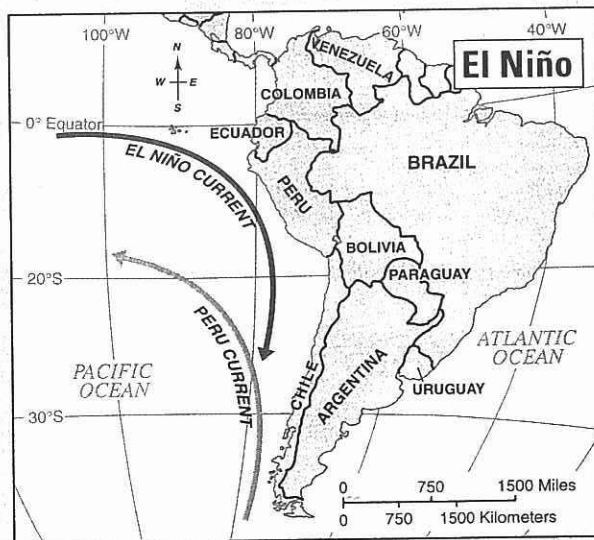 100°W
80°W
60°W
40°W
El Niño
N
W E
S
VENEZUELA
COLOMBIA
0° Equator
ECUADOR
EL NIÑO CURRENT
PERU
BRAZIL
BOLIVIA
PARAGUAY
20°S
PERU CURRENT
PACIFIC
OCEAN
CHILE
ARGENTINA
ATLANTIC
OCEAN
URUGUAY
30°S
0 750 1500 Miles
0 750 1500 Kilometers